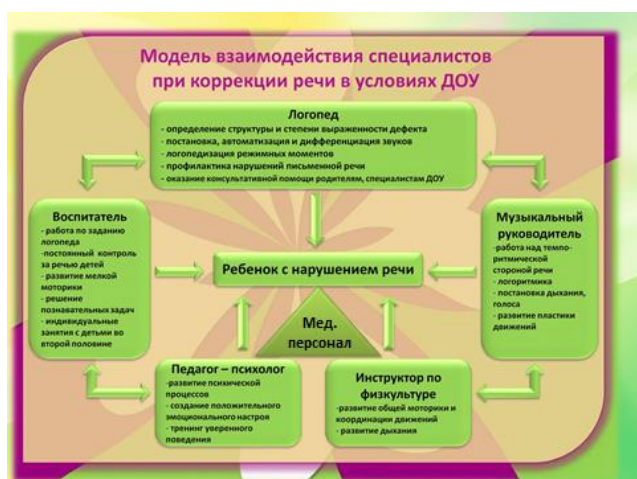 Модель взаимодействия специалистов
при коррекции речи в условиях ДОУ
Логопед
- определение структуры и степени выраженности дефекта
- постановка, автоматизация и дифференциация звуков
- логопедизация режимных моментов
- профилактика нарушений письменной речи
- оказание консультативной помощи родителям, специалистам ДОУ
Воспитатель
- работа по заданию
логопеда
-постоянный контроль
за речью детей
- развитие мелкой
моторики
- решение
познавательных задач
- индивидуальные
занятия с детьми во
второй половине
Ребенок с нарушением речи
Музыкальный
руководитель
-работа над темпо-
ритмической
стороной речи
- логоритмика
- постановка дыхания,
голоса
- развитие пластики
движений
Мед.
персонал
Педагог – психолог
-развитие психической
процессов
- создание положительного
эмоционального настроя
- тренинг уверенного
поведения
Инструктор по
физкультуре
-развитие общей моторики и
координации движений
- развитие дыхания